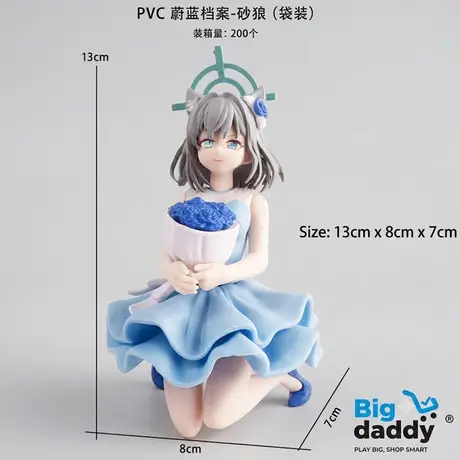 PVC 蔚蓝档案-砂狼（袋装）
装箱量：200个
13cm
Size: 13cm x 8cm x 7cm
7cm
8cm
Big
daddy ®
PLAY BIG, SHOP SMART